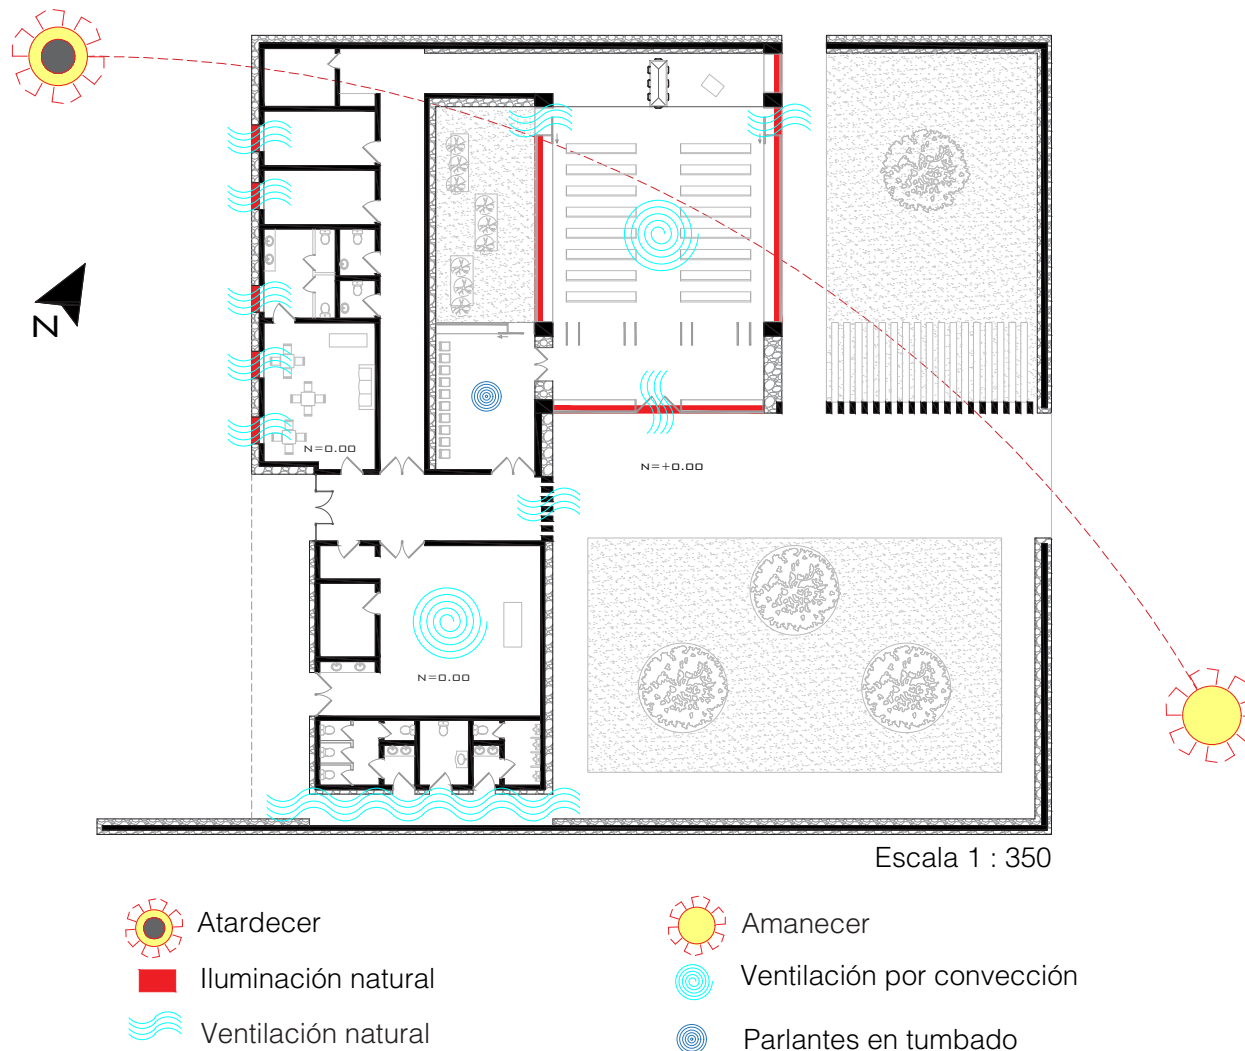 N
N=0.00
N=+0.00
N=0.00
Escala 1 : 350
Atardecer
Amanecer
Iluminación natural
Ventilación por convección
Ventilación natural
Parlantes en tumbado